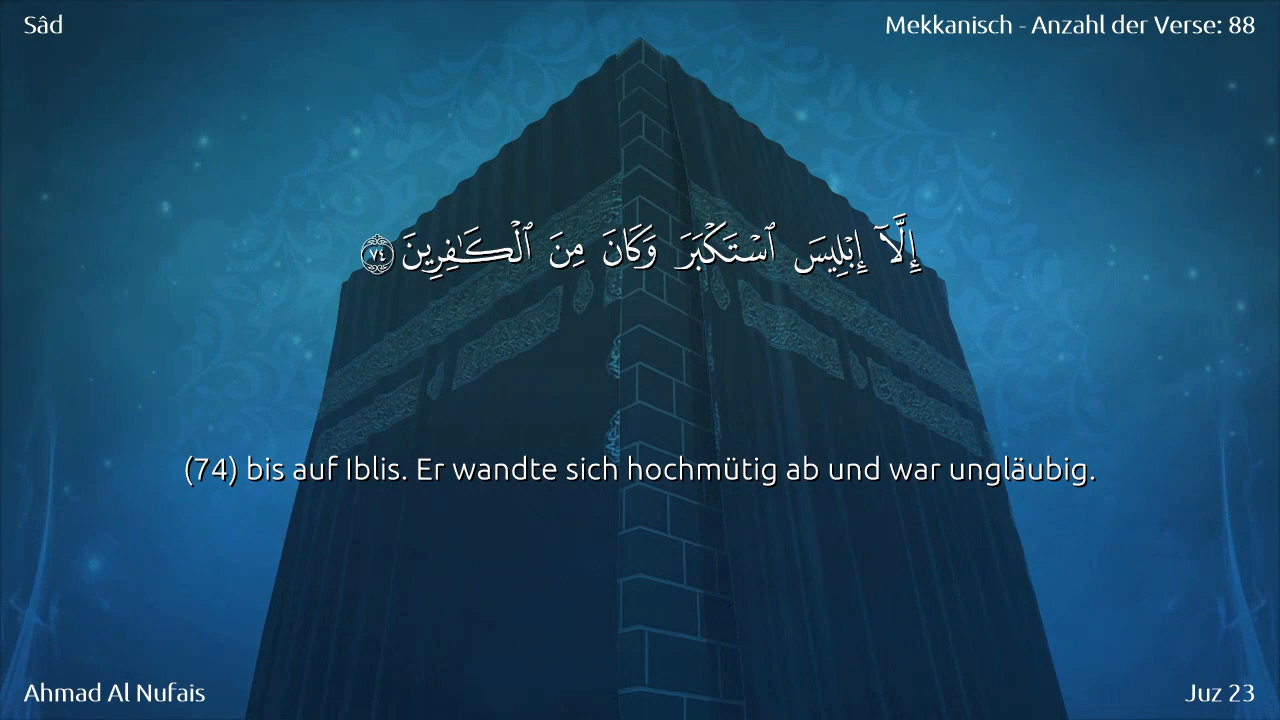 Sâd
Mekkanisch - Anzahl der Verse: 88
إِلَّآ إِبْلِيسَ ٱسْتَكْبَرَ وَكَانَ مِنَ ٱلْكَـٰفِرِينَ ٧٤
(74) bis auf Iblis. Er wandte sich hochmütig ab und war ungläubig.
Ahmad Al Nufais
Juz 23